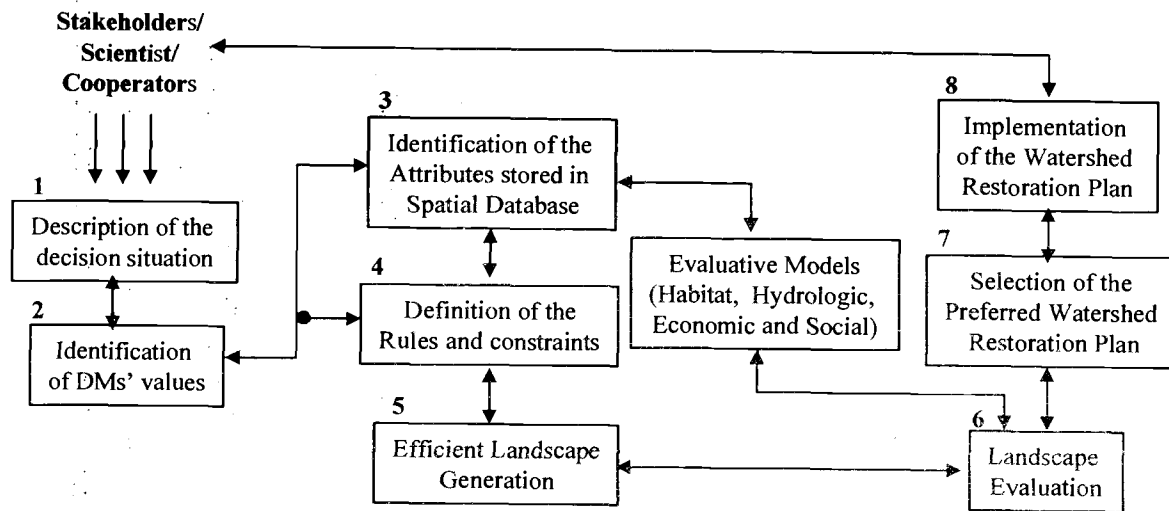 Stakeholders/
Scientist/
Cooperators
1
Description of the
decision situation
2
Identification
of DMs' values
3
Identification of the
Attributes stored in
Spatial Database
4
Definition of the
Rules and constraints
5
Efficient Landscape
Generation
Evaluative Models
(Habitat, Hydrologic,
Economic and Social)
6
Landscape
Evaluation
7
Selection of the
Preferred Watershed
Restoration Plan
8
Implementation
of the Watershed
Restoration Plan